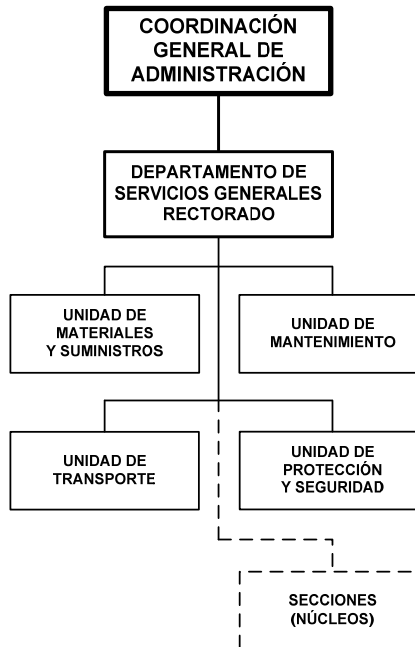 COORDINACIÓN
GENERAL DE
ADMINISTRACIÓN
DEPARTAMENTO DE
SERVICIOS GENERALES
RECTORADO
UNIDAD DE
MATERIALES
Y SUMINISTROS
UNIDAD DE
MANTENIMIENTO
UNIDAD DE
TRANSPORTE
UNIDAD DE
PROTECCIÓN
Y SEGURIDAD
SECCIONES
(NÚCLEOS)